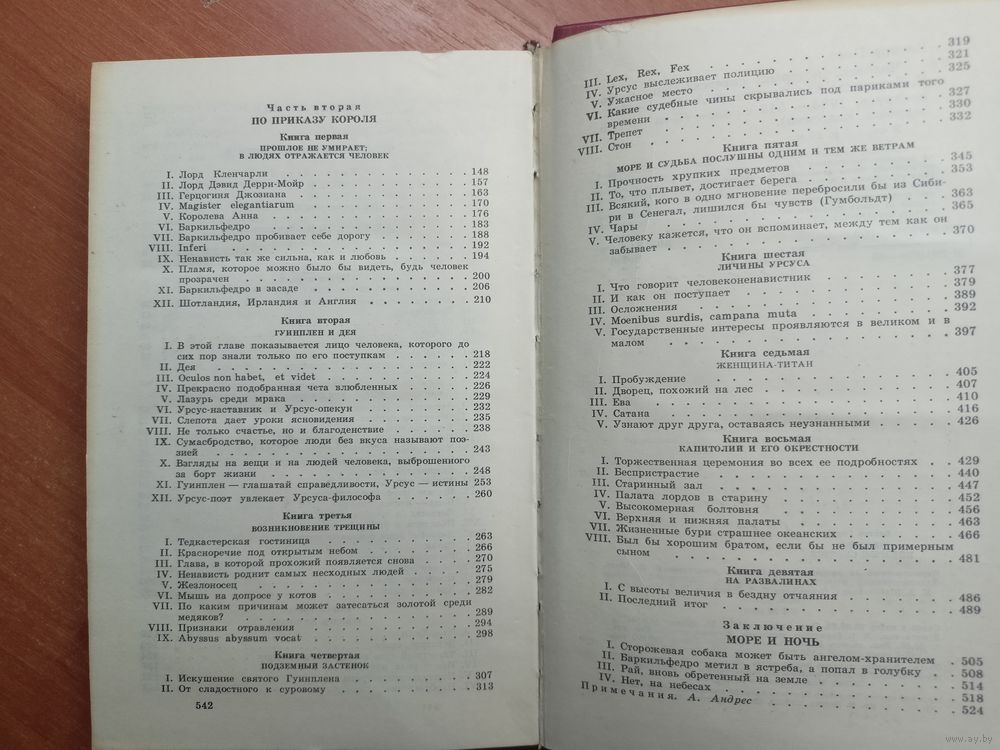 Часть вторая
ПО ПРИКАЗУ КОРОЛЯ
Книга первая
ПРОШЛОЕ НЕ УМИРАЕТ;
В ЛЮДЯХ ОТРАЖАЕТСЯ ЧЕЛОВЕК
I. Лорд Кленчарли . . . 148
II. Лорд Дэвид Дерри-Мойр . . . 157
III. Герцогиня Джозиана . . . 163
IV. Magister elegantiarum . . . 170
V. Королева Анна . . . 176
VI. Баркильфедро . . . 183
VII. Баркильфедро пробивает себе дорогу . . . 188
VIII. Inferi . . . 192
IX. Ненависть так же сильна, как и любовь . . . 194
X. Пламя, которое можно было бы видеть, будь человек
прозрачен . . . 200
XI. Баркильфедро в засаде . . . 206
XII. Шотландия, Ирландия и Англия . . . 210
Книга вторая
ГУИНПЛЕН И ДЕЯ
I. В этой главе показывается лицо человека, которого до
сих пор знали только по его поступкам . . . 218
II. Дея . . . 222
III. Oculos non habet, et videt . . . 224
IV. Прекрасно подобранная чета влюбленных . . . 226
V. Лазурь среди мрака . . . 229
VI. Урсус-наставник и Урсус-опекун . . . 232
VII. Слепота дает уроки ясновидения . . . 235
VIII. Не только счастье, но и благоденствие . . . 238
IX. Сумасбродство, которое люди без вкуса называют поэ-
зией . . . 243
X. Взгляды на вещи и на людей человека, выброшенного
за борт жизни . . . 248
XI. Гуинплен — глашатай справедливости, Урсус — истины 253
XII. Урсус-поэт увлекает Урсуса-философа . . . 260
Книга третья
ВОЗНИКНОВЕНИЕ ТРЕЩИНЫ
I. Тедкастерская гостиница . . . 263
II. Красноречие под открытым небом . . . 266
III. Глава, в которой прохожий появляется снова . . . 270
IV. Ненависть роднит самых несходных людей . . . 275
V. Жезлоносец . . . 279
VI. Мышь на допросе у котов . . . 282
VII. По каким причинам может затесаться золотой среди
медяков? . . . 289
VIII. Признаки отравления . . . 294
IX. Abyssus abyssum vocat . . . 298
Книга четвертая
ПОДЗЕМНЫЙ ЗАСТЕНОК
I. Искушение святого Гуинплена . . . 307
II. От сладостного к суровому . . . 313
542
III. Lex, Rex, Fex . . . 319
IV. Урсус выслеживает полицию . . . 321
V. Ужасное место . . . 325
VI. Какие судебные чины скрывались под париками того
времени . . . 327
VII. Трепет . . . 330
VIII. Стон . . . 332
Книга пятая
МОРЕ И СУДЬБА ПОСЛУШНЫ ОДНИМ И ТЕМ ЖЕ ВЕТРАМ
I. Прочность хрупких предметов . . . 345
II. То, что плывет, достигает берега . . . 353
III. Всякий, кого в одно мгновение перебросили бы из Сиби-
ри в Сенегал, лишился бы чувств (Гумбольдт) . . . 363
IV. Чары . . . 365
V. Человеку кажется, что он вспоминает, между тем как он
забывает . . . 370
Книга шестая
ЛИЧИНЫ УРСУСА
I. Что говорит человеконенавистник . . . 377
II. И как он поступает . . . 379
III. Осложнения . . . 389
IV. Moenibus surdis, campana muta . . . 392
V. Государственные интересы проявляются в великом и в
малом . . . 397
Книга седьмая
ЖЕНЩИНА-ТИТАН
I. Пробуждение . . . 405
II. Дворец, похожий на лес . . . 407
III. Ева . . . 410
IV. Сатана . . . 416
V. Узнают друг друга, оставаясь неузнанными . . . 426
Книга восьмая
КАПИТОЛИЙ И ЕГО ОКРЕСТНОСТИ
I. Торжественная церемония во всех ее подробностях . . 429
II. Беспристрастие . . . 440
III. Старинный зал . . . 447
IV. Палата лордов в старину . . . 452
V. Высокомерная болтовня . . . 456
VI. Верхняя и нижняя палаты . . . 463
VII. Жизненные бури страшнее океанских . . . 466
VIII. Был бы хорошим братом, если бы не был примерным
сыном . . . 481
Книга девятая
НА РАЗВАЛИНАХ
I. С высоты величия в бездну отчаяния . . . 486
II. Последний итог . . . 489
Заключение
МОРЕ И НОЧЬ
I. Сторожевая собака может быть ангелом-хранителем . 505
II. Баркильфедро метил в ястреба, а попал в голубку . . 508
III. Рай, вновь обретенный на земле . . . 514
IV. Нет, на небесах . . . 518
Примечания. А. Андрес . . . 524
www.ay.by